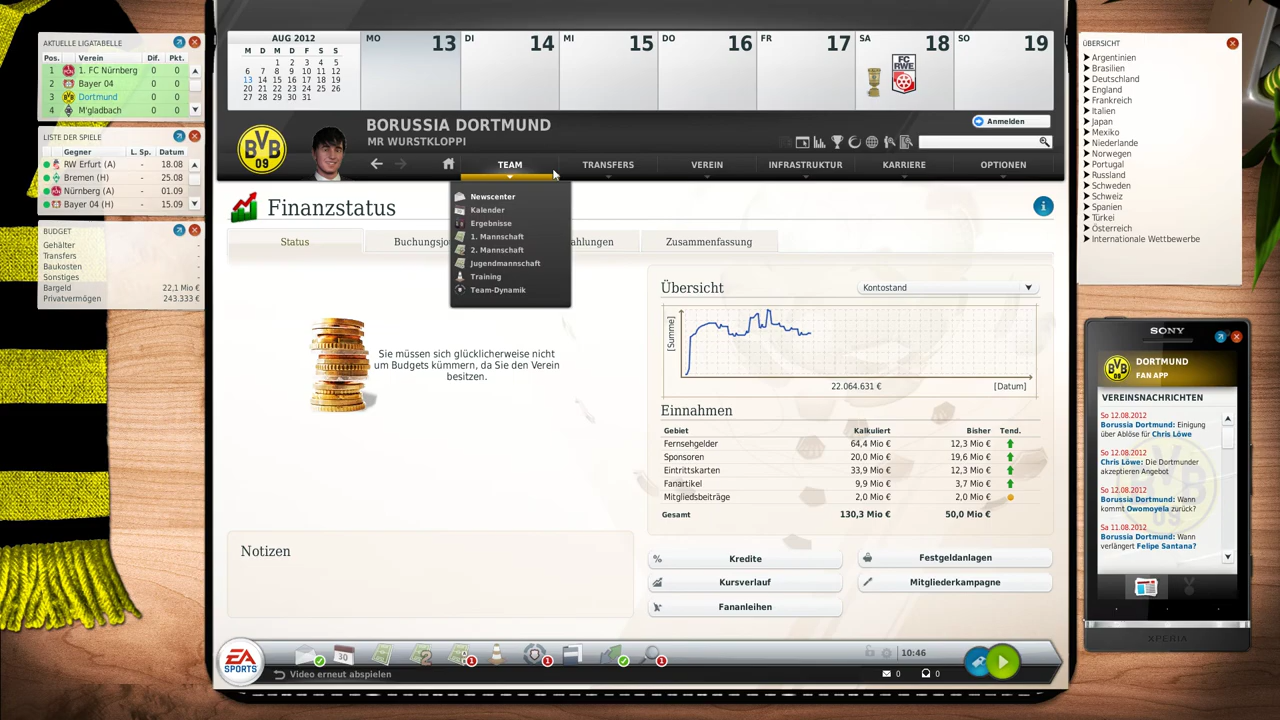 AKTUELLE LIGATABELLE
Pos. Verein Dif. Pkt.
1 1. FC Nürnberg 0 0
2 Bayer 04 0 0
3 Dortmund 0 0
4 M'gladbach 0 0
LISTE DER SPIELE
Gegner L. Sp. Datum
RW Erfurt (A) - 18.08
Bremen (H) - 25.08
Nürnberg (A) - 01.09
Bayer 04 (H) - 15.09
BUDGET
Gehälter -
Transfers -
Baukosten -
Sonstiges -
Bargeld 22,1 Mio €
Privatvermögen 243.333 €
AUG 2012
M D M D F S S
1 2 3 4 5
6 7 8 9 10 11 12
13 14 15 16 17 18 19
20 21 22 23 24 25 26
27 28 29 30 31
MO 13
DI 14
MI 15
DO 16
FR 17
SA 18
FC RWE
SO 19
BVB 09
BORUSSIA DORTMUND
MR WURSTKLOPPI
Anmelden
TEAM TRANSFERS VEREIN INFRASTRUKTUR KARRIERE OPTIONEN
Newscenter
Kalender
Ergebnisse
1. Mannschaft
2. Mannschaft
Jugendmannschaft
Training
Team-Dynamik
Finanzstatus
i
Status Buchungsjo ahlungen Zusammenfassung
Sie müssen sich glücklicherweise nicht
um Budgets kümmern, da Sie den Verein
besitzen.
Notizen
Übersicht Kontostand
[Summe]
22.064.631 € [Datum]
Einnahmen
Gebiet Kalkuliert Bisher Tend.
Fernsehgelder 64,4 Mio € 12,3 Mio €
Sponsoren 20,0 Mio € 19,6 Mio €
Eintrittskarten 33,9 Mio € 12,3 Mio €
Fanartikel 9,9 Mio € 3,7 Mio €
Mitgliedsbeiträge 2,0 Mio € 2,0 Mio €
Gesamt 130,3 Mio € 50,0 Mio €
% Kredite
Festgeldanlagen
Kursverlauf
Mitgliederkampagne
Fananleihen
EA SPORTS
30
2
1
1
1
10:46
Video erneut abspielen
0 0
ÜBERSICHT
Argentinien
Brasilien
Deutschland
England
Frankreich
Italien
Japan
Mexiko
Niederlande
Norwegen
Portugal
Russland
Schweden
Schweiz
Spanien
Türkei
Österreich
Internationale Wettbewerbe
SONY
BVB 09
DORTMUND
FAN APP
VEREINSNACHRICHTEN
So 12.08.2012
Borussia Dortmund: Einigung
über Ablöse für Chris Löwe
So 12.08.2012
Chris Löwe: Die Dortmunder
akzeptieren Angebot
So 12.08.2012
Borussia Dortmund: Wann
kommt Owomoyela zurück?
Sa 11.08.2012
Borussia Dortmund: Wann
verlängert Felipe Santana?
XPERIA